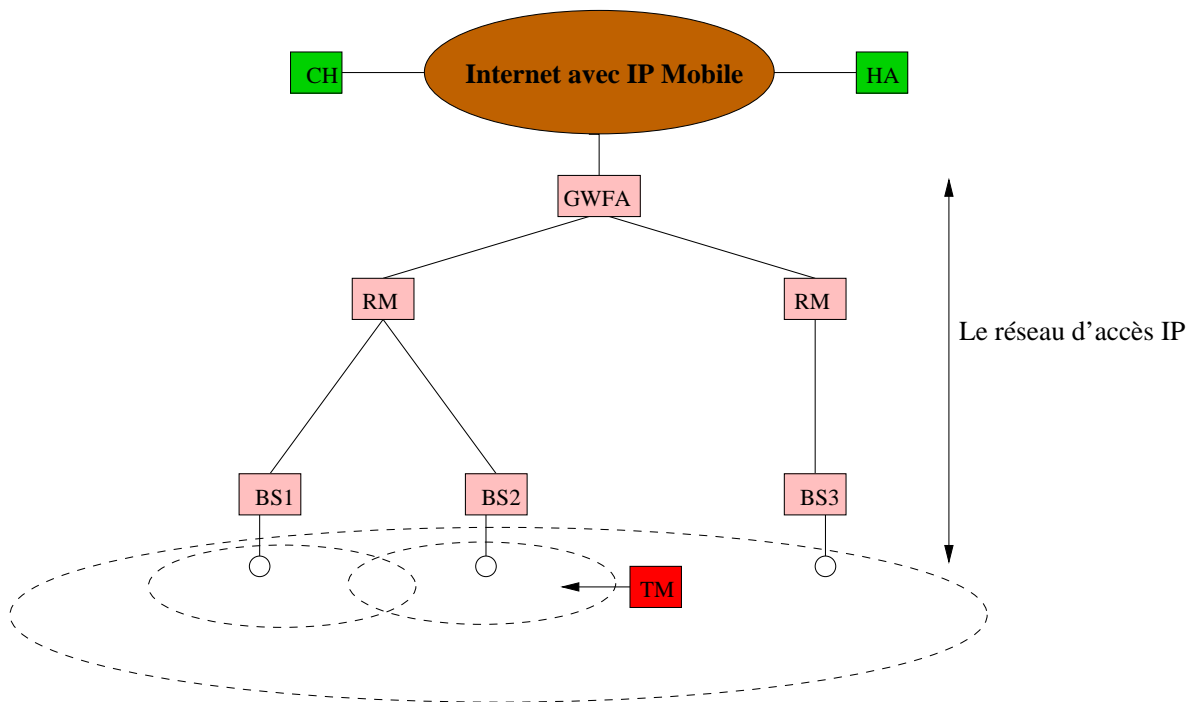 CH
Internet avec IP Mobile
HA
GWFA
RM
RM
Le réseau d'accès IP
BS1
BS2
BS3
TM